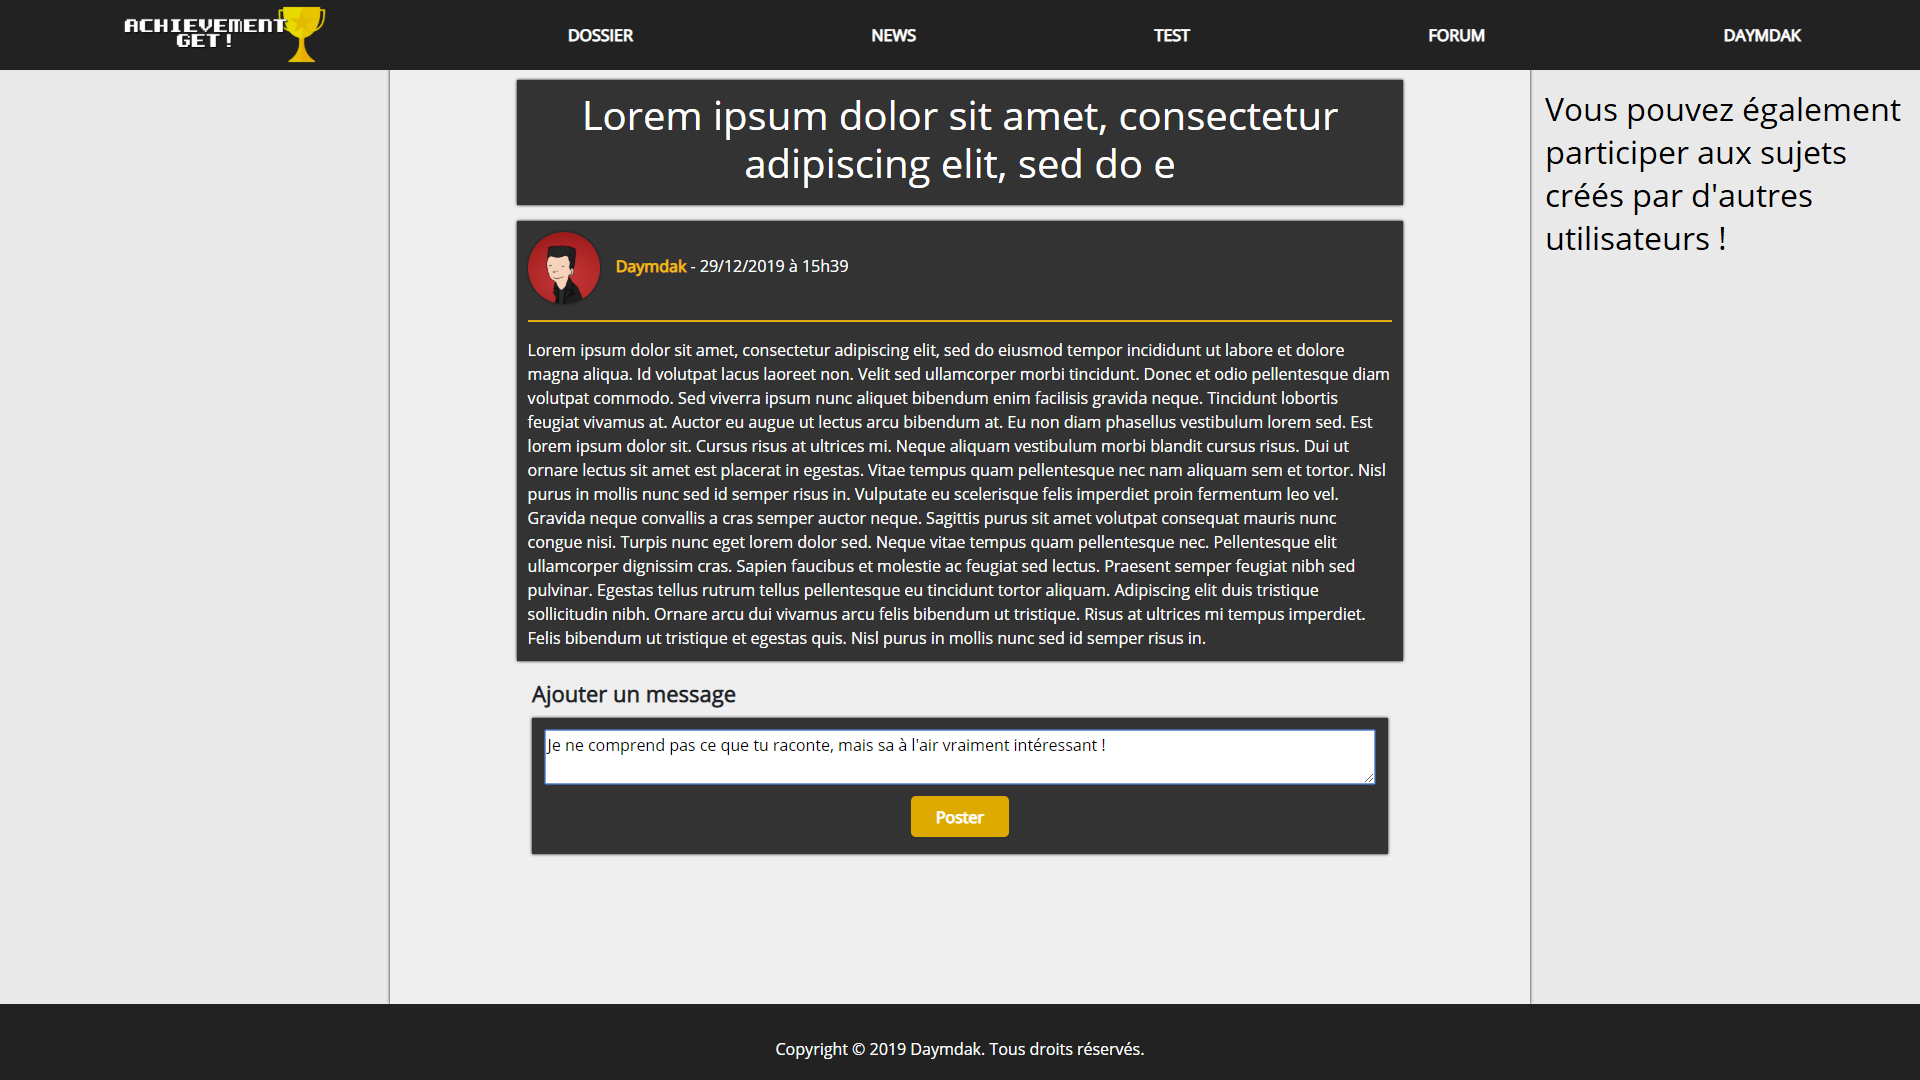 ACHIEVEMENT
GET!
DOSSIER
NEWS
TEST
FORUM
DAYMDAK
Lorem ipsum dolor sit amet, consectetur
adipiscing elit, sed do e
Vous pouvez également
participer aux sujets
créés par d'autres
utilisateurs !
Daymdak - 29/12/2019 à 15h39
Lorem ipsum dolor sit amet, consectetur adipiscing elit, sed do eiusmod tempor incididunt ut labore et dolore
magna aliqua. Id volutpat lacus laoreet non. Velit sed ullamcorper morbi tincidunt. Donec et odio pellentesque diam
volutpat commodo. Sed viverra ipsum nunc aliquet bibendum enim facilisis gravida neque. Tincidunt lobortis
feugiat vivamus at. Auctor eu augue ut lectus arcu bibendum at. Eu non diam phasellus vestibulum lorem sed. Est
lorem ipsum dolor sit. Cursus risus at ultrices mi. Neque aliquam vestibulum morbi blandit cursus risus. Dui ut
ornare lectus sit amet est placerat in egestas. Vitae tempus quam pellentesque nec nam aliquam sem et tortor. Nisl
purus in mollis nunc sed id semper risus in. Vulputate eu scelerisque felis imperdiet proin fermentum leo vel.
Gravida neque convallis a cras semper auctor neque. Sagittis purus sit amet volutpat consequat mauris nunc
congue nisi. Turpis nunc eget lorem dolor sed. Neque vitae tempus quam pellentesque nec. Pellentesque elit
ullamcorper dignissim cras. Sapien faucibus et molestie ac feugiat sed lectus. Praesent semper feugiat nibh sed
pulvinar. Egestas tellus rutrum tellus pellentesque eu tincidunt tortor aliquam. Adipiscing elit duis tristique
sollicitudin nibh. Ornare arcu dui vivamus arcu felis bibendum ut tristique. Risus at ultrices mi tempus imperdiet.
Felis bibendum ut tristique et egestas quis. Nisl purus in mollis nunc sed id semper risus in.
Ajouter un message
Je ne comprend pas ce que tu raconte, mais sa à l'air vraiment intéressant !
Poster
Copyright © 2019 Daymdak. Tous droits réservés.